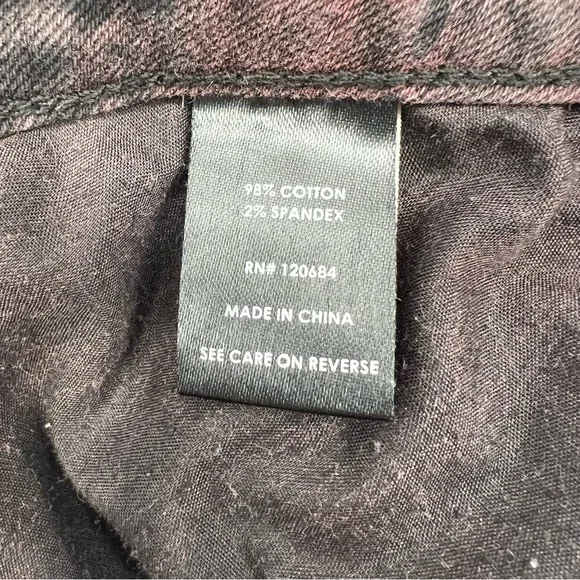 98% COTTON
2% SPANDEX
RN# 120684
MADE IN CHINA
SEE CARE ON REVERSE